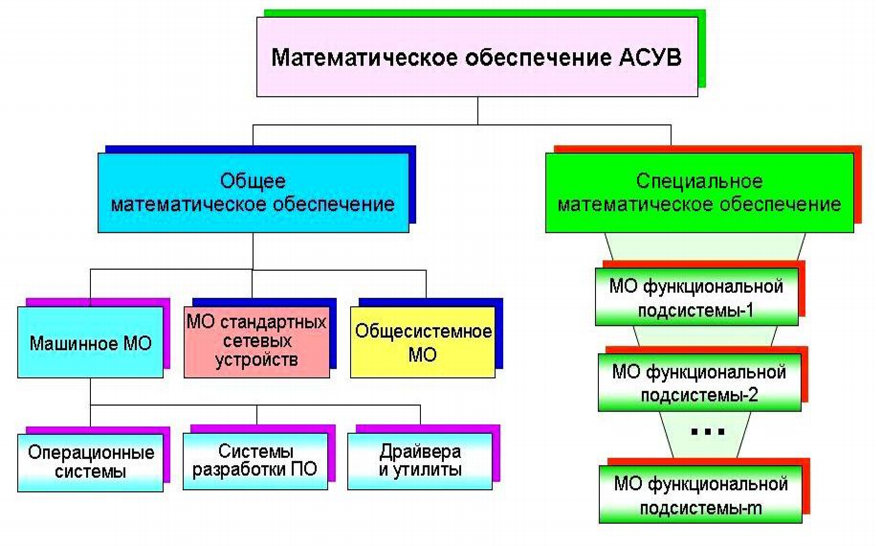 Математическое обеспечение АСУВ
Общее
математическое обеспечение
Специальное
математическое обеспечение
Машинное МО
МО стандартных
сетевых
устройств
Общесистемное
МО
Операционные
системы
Системы
разработки ПО
Драйвера
и утилиты
МО функциональной
подсистемы-1
МО функциональной
подсистемы-2
...
МО функциональной
подсистемы-m